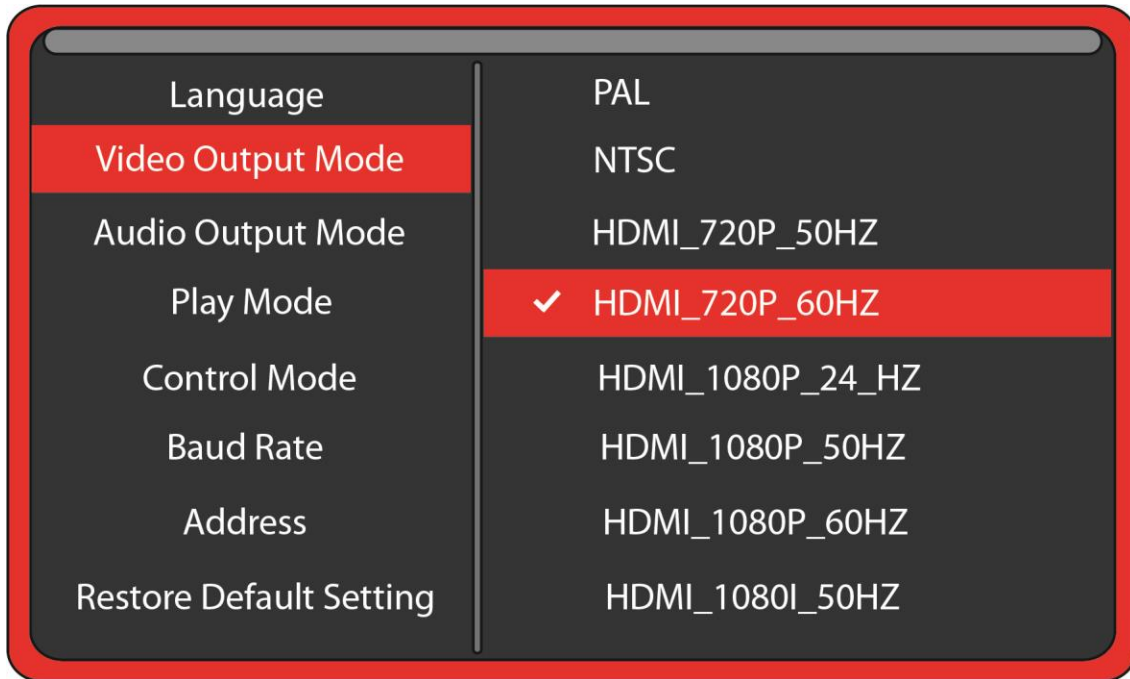 Language
Video Output Mode
Audio Output Mode
Play Mode
Control Mode
Baud Rate
Address
Restore Default Setting
PAL
NTSC
HDMI_720P_50HZ
HDMI_720P_60HZ
HDMI_1080P_24_HZ
HDMI_1080P_50HZ
HDMI_1080P_60HZ
HDMI_1080I_50HZ